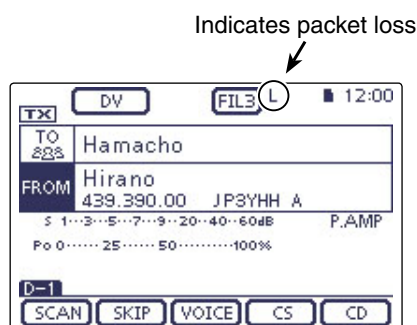 Indicates packet loss
TX DV FIL3 L 12:00
TO Hamacho
FROM Hirano
439.390.00 JP3YHH A
S 1···3···5···7···9··20··40··60dB P.AMP
Po 0······25······50··········100%
D-1
SCAN SKIP VOICE CS CD